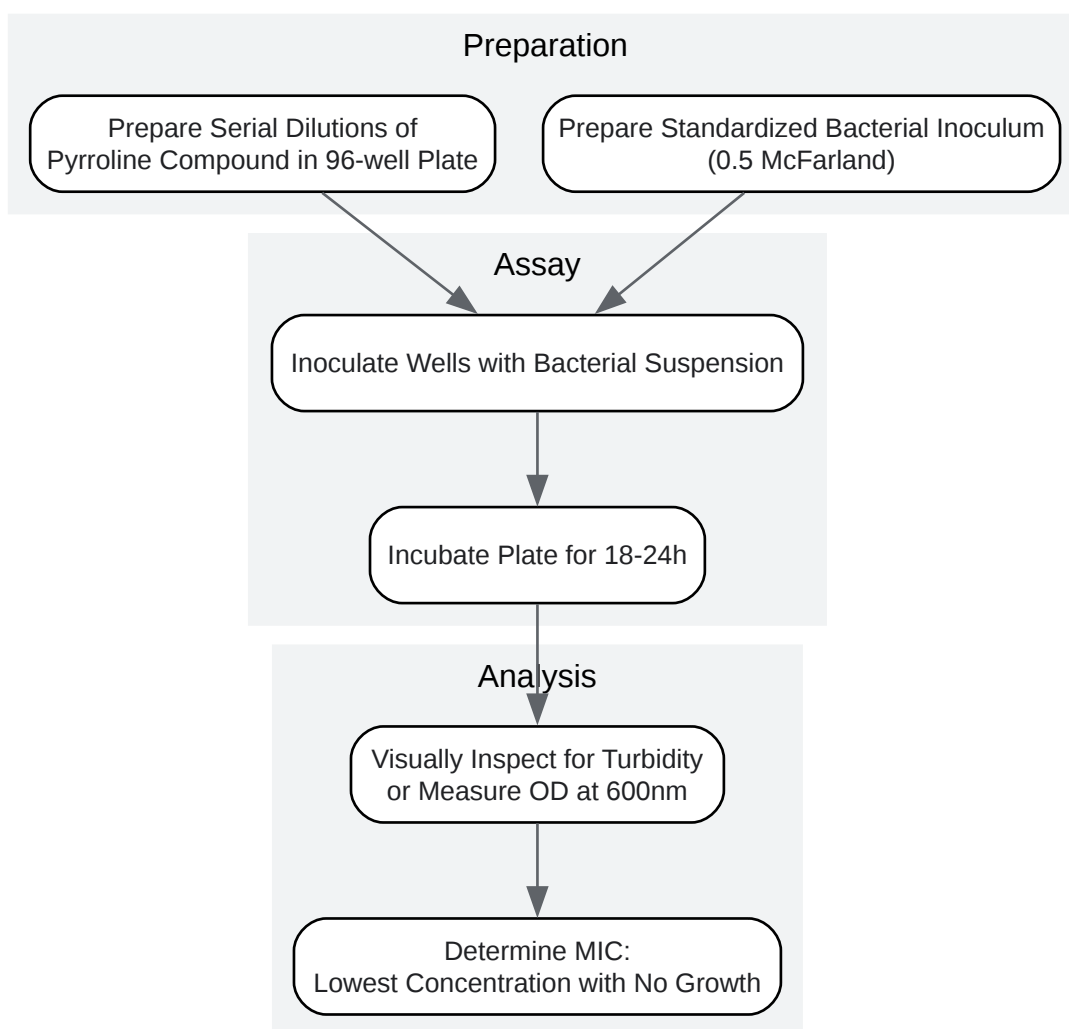 Preparation
Prepare Serial Dilutions of
Pyrroline Compound in 96-well Plate
Prepare Standardized Bacterial Inoculum
(0.5 McFarland)
Assay
Inoculate Wells with Bacterial Suspension
Incubate Plate for 18-24h
Analysis
Visually Inspect for Turbidity
or Measure OD at 600nm
Determine MIC:
Lowest Concentration with No Growth